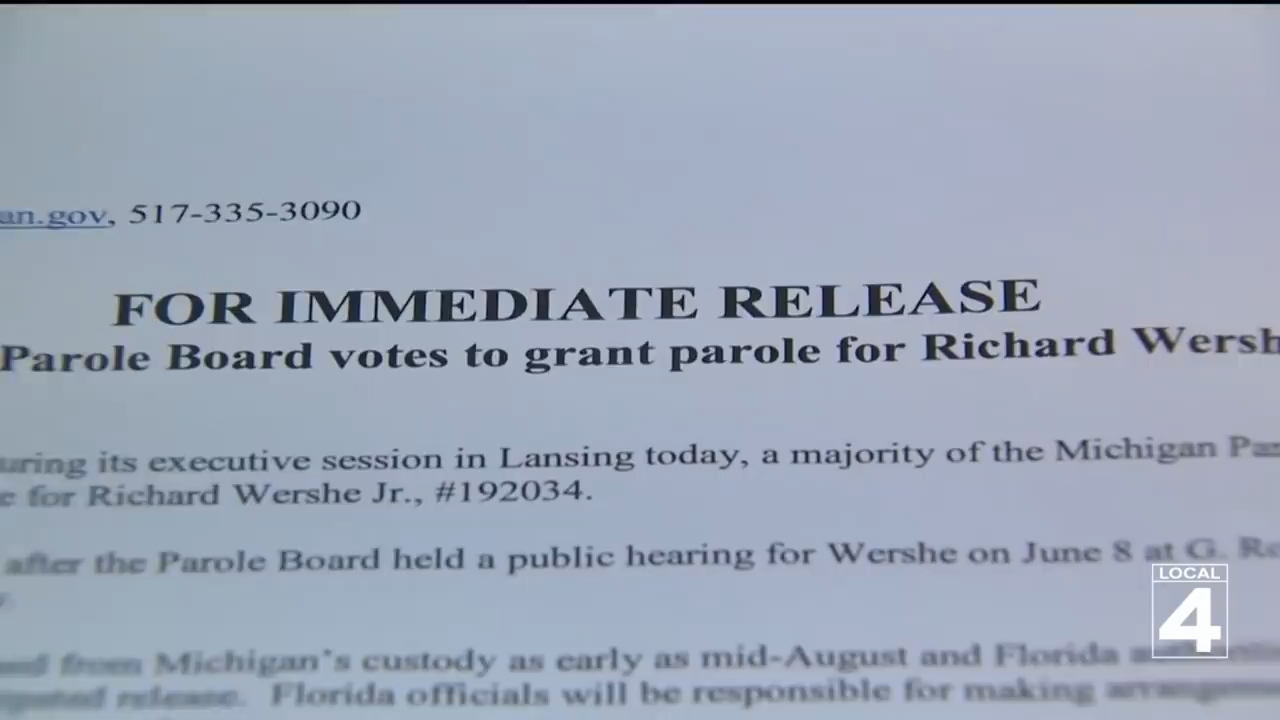 an.gov, 517-335-3090
FOR IMMEDIATE RELEASE
Parole Board votes to grant parole for Richard Wersh
uring its executive session in Lansing today, a majority of the Michigan Pa
e for Richard Wershe Jr., #192034.
after the Parole Board held a public hearing for Wershe on June 8 at G. Ro
LOCAL
4
from Michigan's custody as early as mid-August and Florida
release. Florida officials will be responsible for making